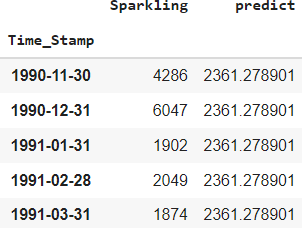 Sparkling predict
Time_Stamp
1990-11-30 4286 2361.278901
1990-12-31 6047 2361.278901
1991-01-31 1902 2361.278901
1991-02-28 2049 2361.278901
1991-03-31 1874 2361.278901